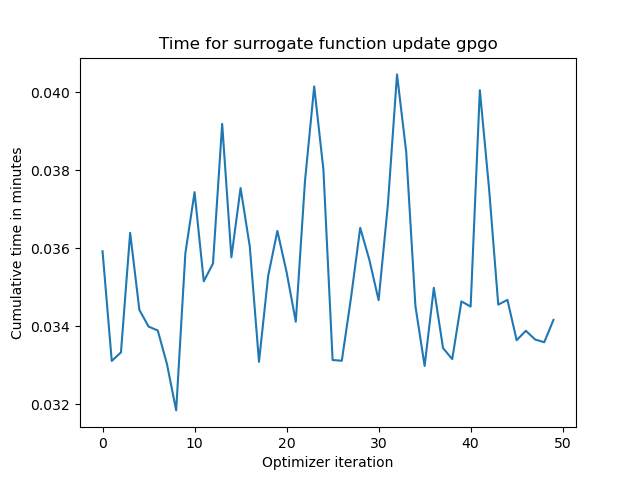 Time for surrogate function update gpgo
0.040
0.038
0.036
0.034
0.032
Cumulative time in minutes
0 10 20 30 40 50
Optimizer iteration